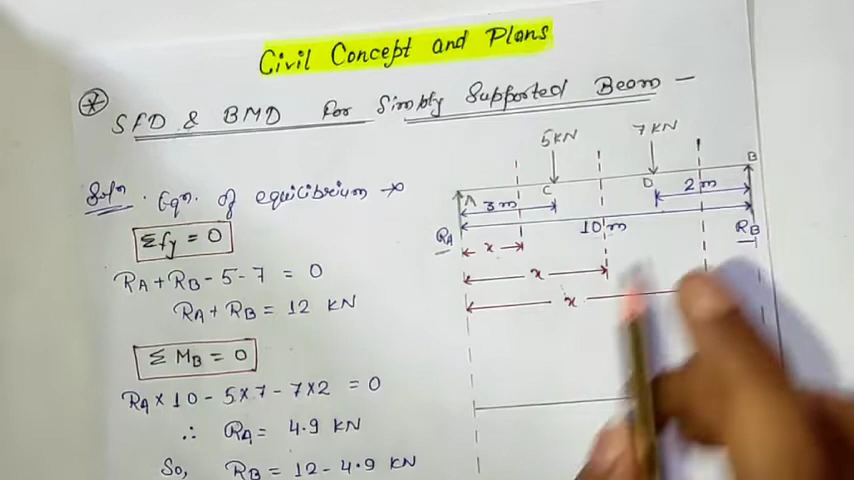 Civil Concept and Plans
* SFD & BMD For Simply Supported Beam -
Soln. Eqn. of equilibrium →
Σfy = 0
RA + RB - 5 - 7 = 0
RA + RB = 12 KN
Σ MB = 0
RA × 10 - 5×7 - 7×2 = 0
∴ RA = 4.9 KN
So, RB = 12 - 4.9 KN
5KN
7KN
A
C
D
B
3m
2m
RA
10m
RB
x
x
x